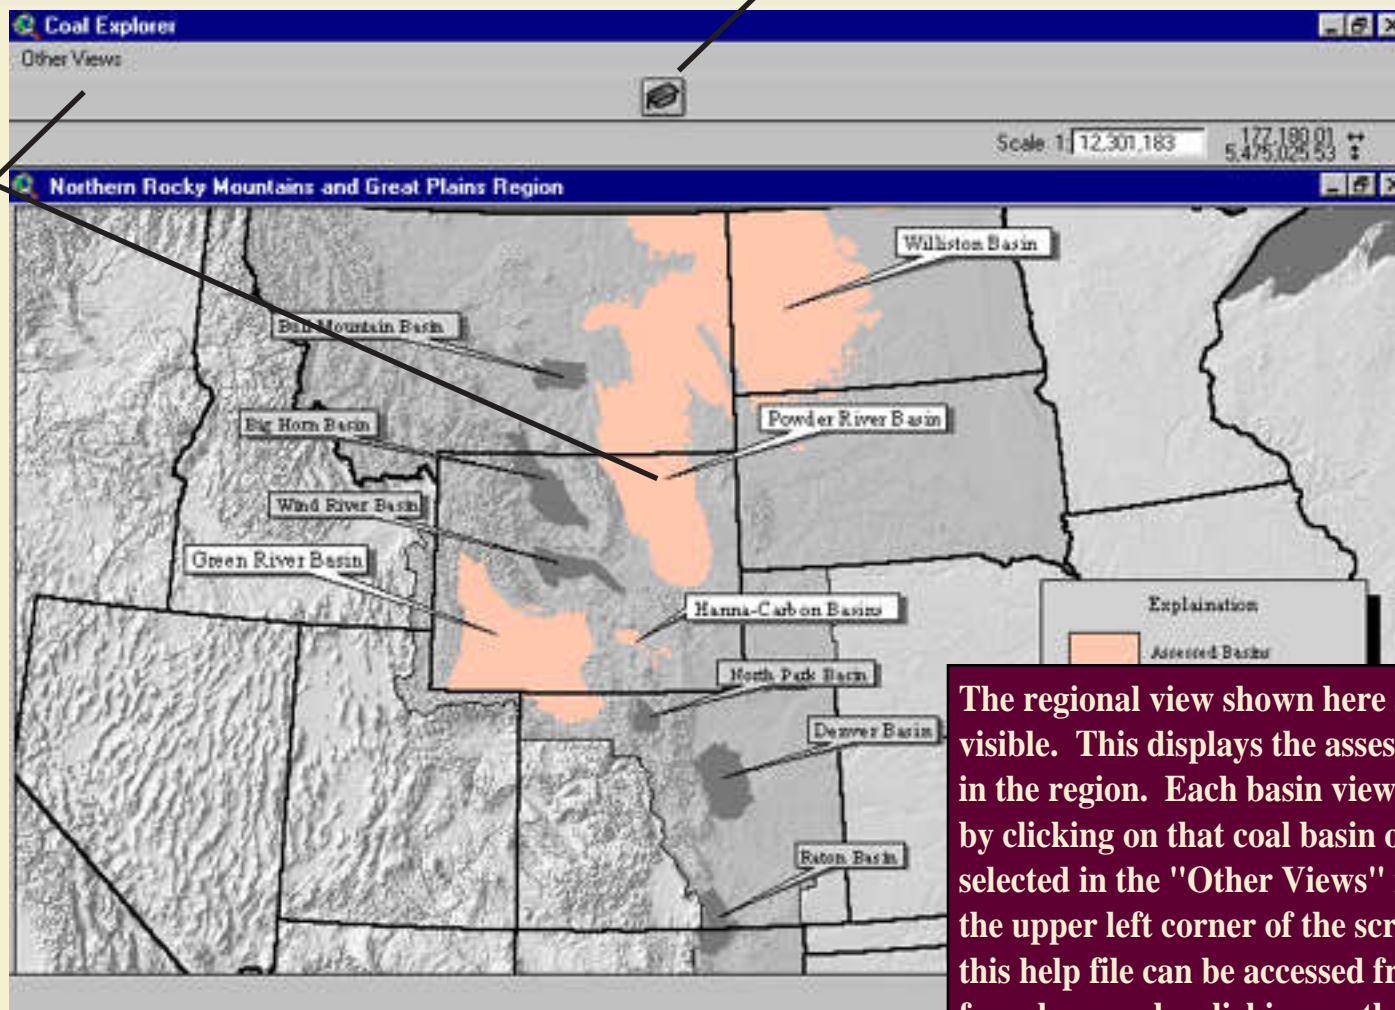 Coal Explorer
Other Views
Scale 1: 12,301,183
177,180.01
5,475,025.53
Northern Rocky Mountains and Great Plains Region
Williston Basin
Bull Mountain Basin
Big Horn Basin
Powder River Basin
Wind River Basin
Green River Basin
Hanna-Carbon Basins
North Park Basin
Denver Basin
Raton Basin
Explaination
Assessed Basins
The regional view shown here
visible. This displays the asses
in the region. Each basin view
by clicking on that coal basin o
selected in the "Other Views"
the upper left corner of the scr
this help file can be accessed fr